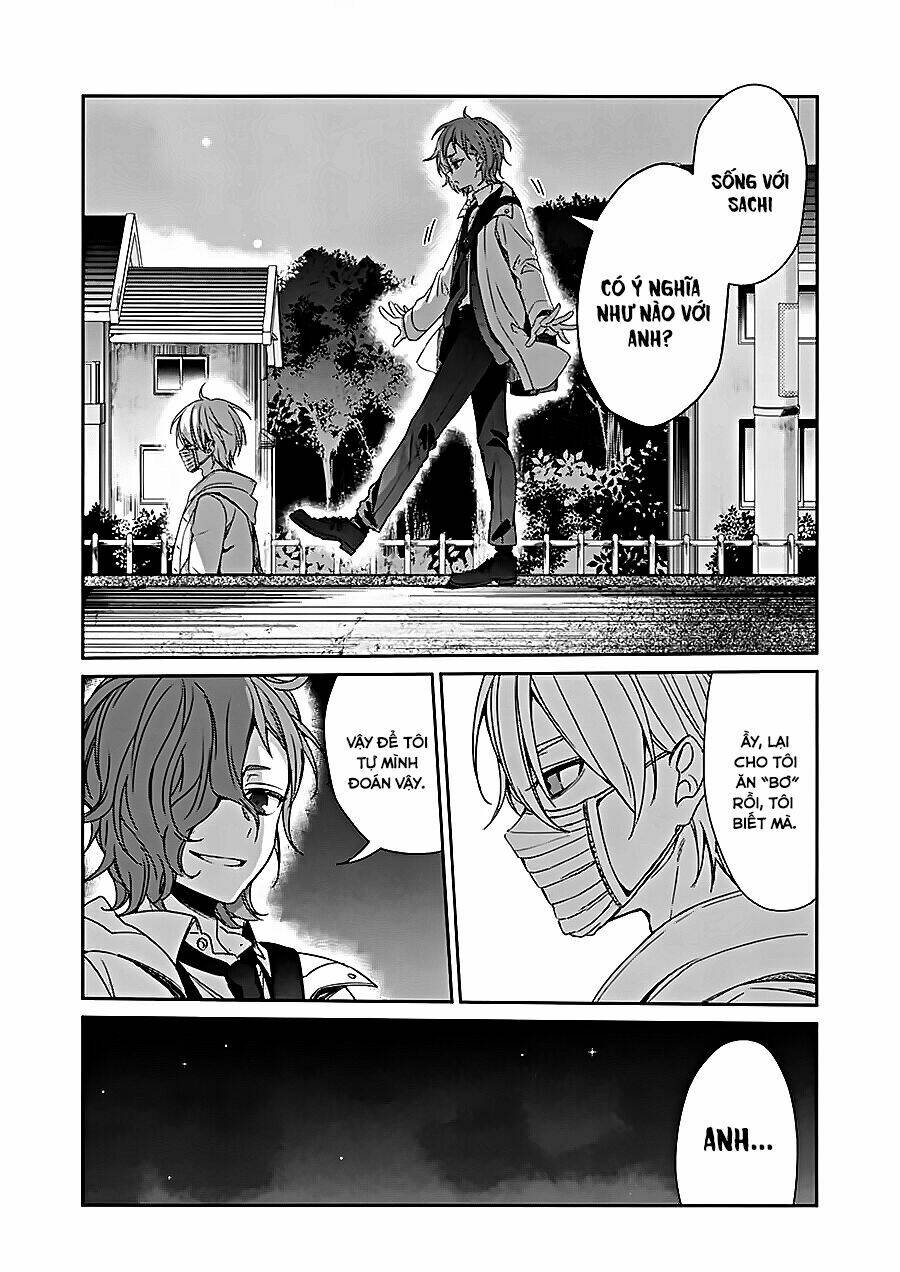 SỐNG VỚI
SACHI
CÓ Ý NGHĨA
NHƯ NÀO VỚI
ANH?
ẦY, LẠI
CHO TÔI
ĂN “BƠ”
RỒI, TÔI
BIẾT MÀ.
VẬY ĐỂ TÔI
TỰ MÌNH
ĐOÁN VẬY.
ANH...